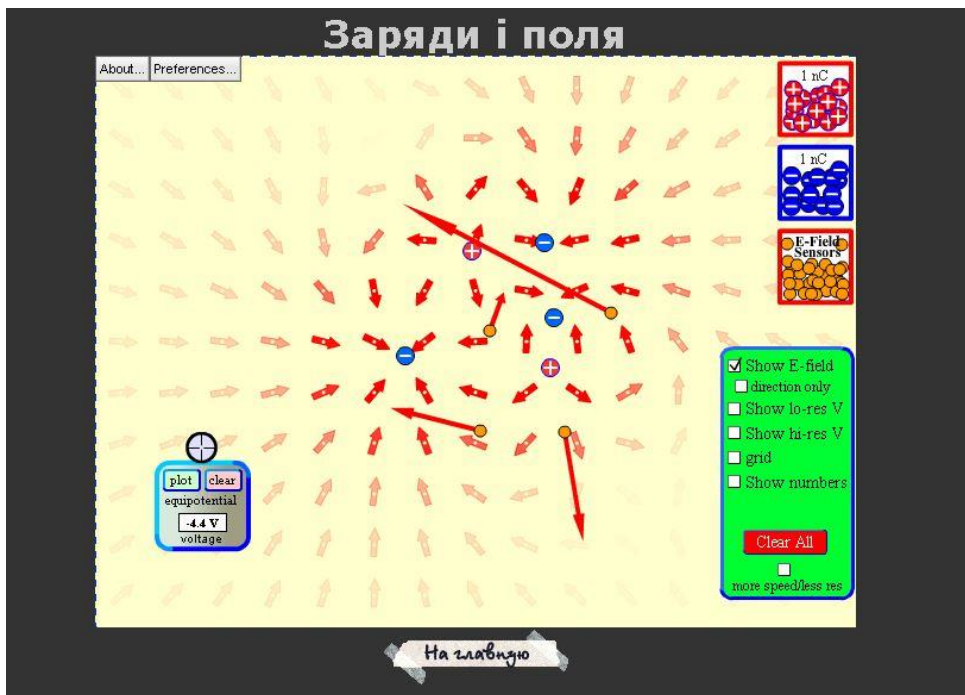 Заряди і поля
About... Preferences...
1 nC
1 nC
E-Field
Sensors
Show E-field
direction only
Show lo-res V
Show hi-res V
grid
Show numbers
Clear All
more speed/less res
plot clear
equipotential
-4.4 V
voltage
На главную